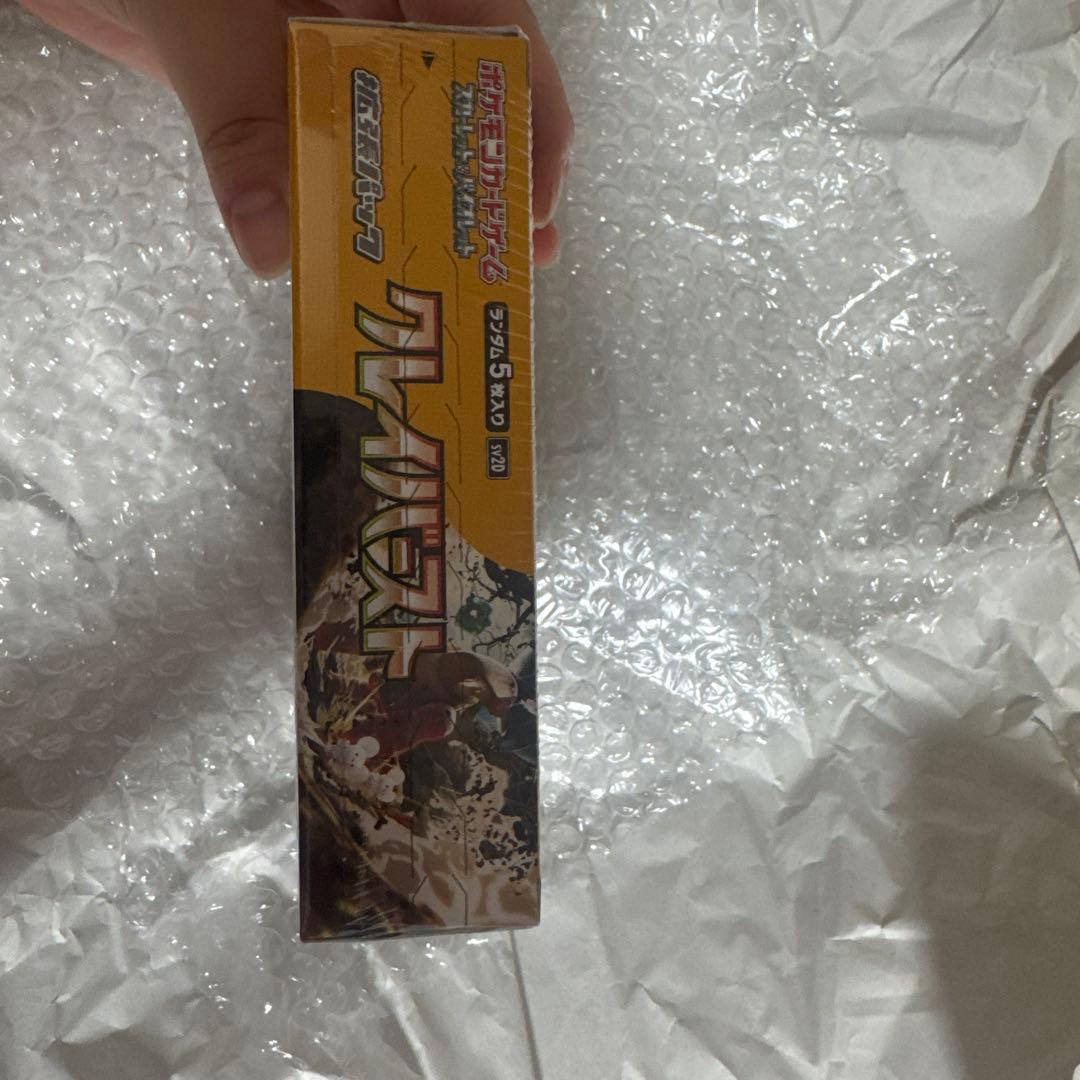 ポケモンカードゲーム
スカーレット&バイオレット
拡張パック
ランダム5枚入り
SV2D
クレイバースト